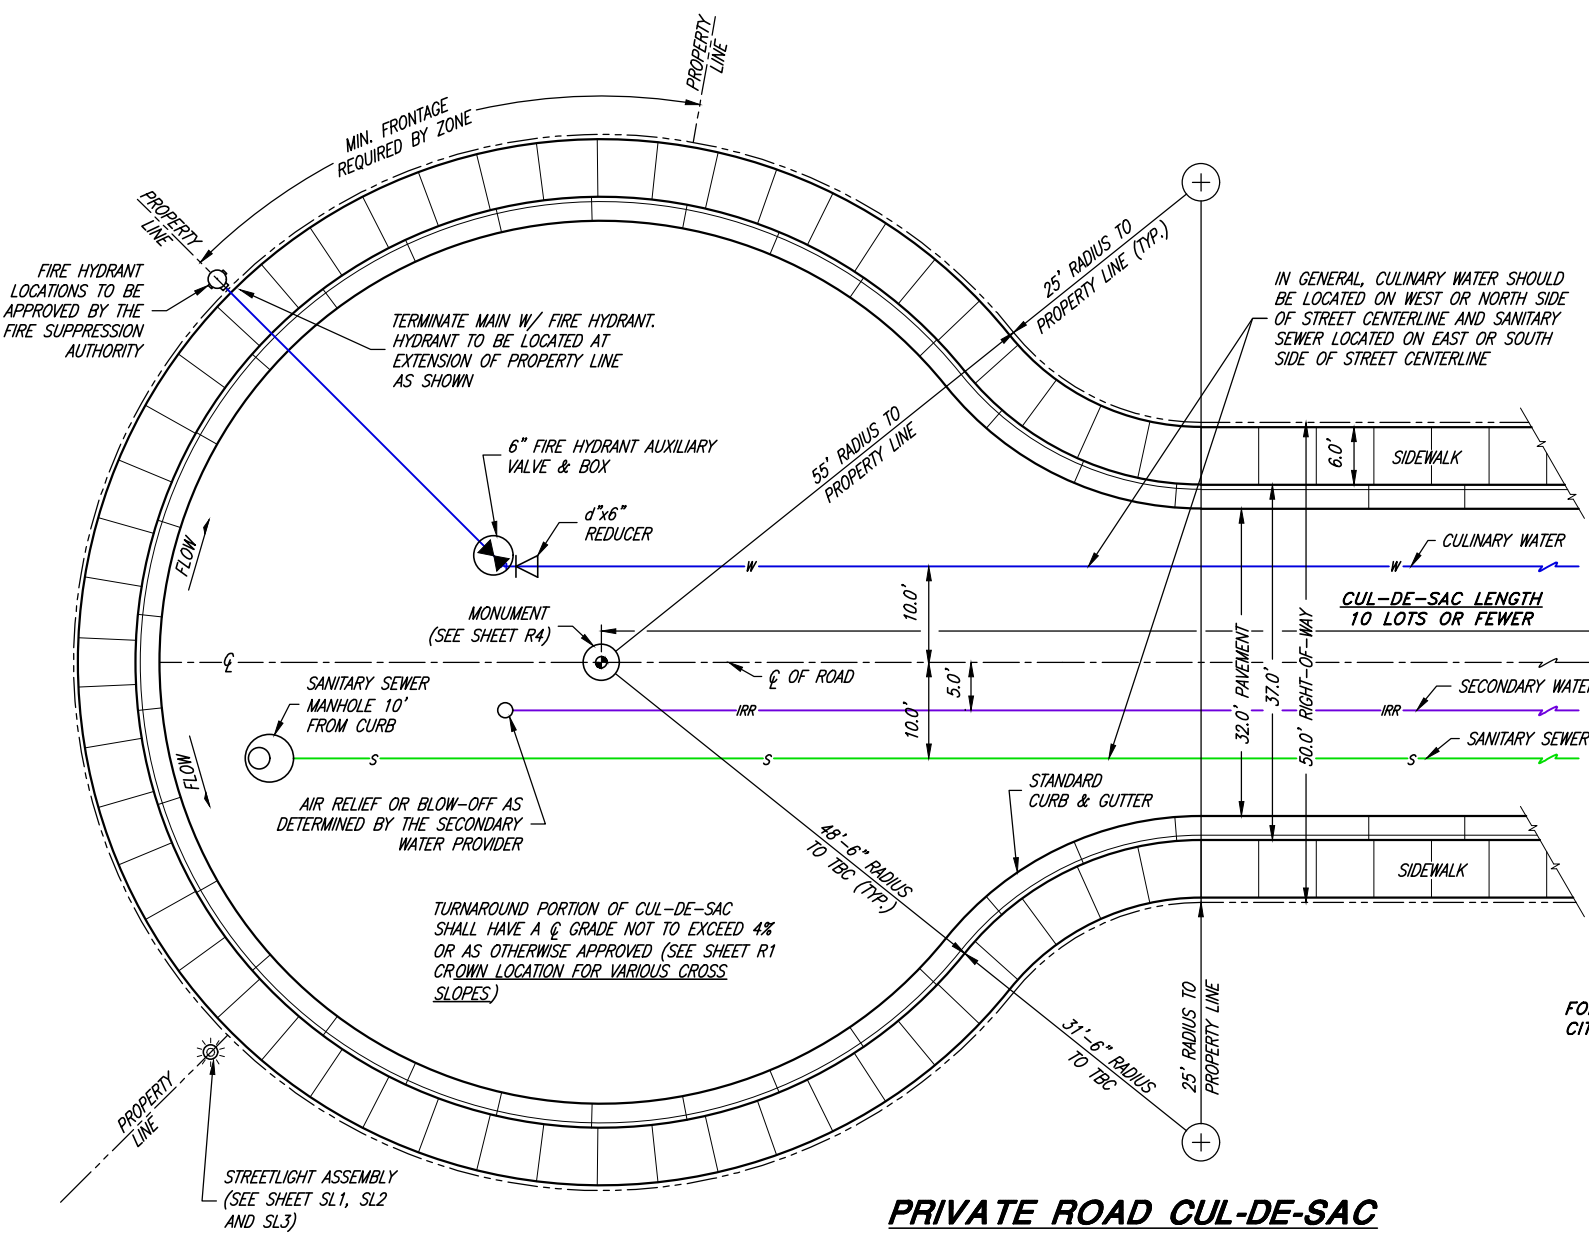 PROPERTY
LINE
MIN. FRONTAGE
REQUIRED BY ZONE
PROPERTY
LINE
FIRE HYDRANT
LOCATIONS TO BE
APPROVED BY THE
FIRE SUPPRESSION
AUTHORITY
TERMINATE MAIN W/ FIRE HYDRANT.
HYDRANT TO BE LOCATED AT
EXTENSION OF PROPERTY LINE
AS SHOWN
25' RADIUS TO
PROPERTY LINE (TYP.)
IN GENERAL, CULINARY WATER SHOULD
BE LOCATED ON WEST OR NORTH SIDE
OF STREET CENTERLINE AND SANITARY
SEWER LOCATED ON EAST OR SOUTH
SIDE OF STREET CENTERLINE
55' RADIUS TO
PROPERTY LINE
6" FIRE HYDRANT AUXILIARY
VALVE & BOX
d"x6"
REDUCER
6.0'
SIDEWALK
FLOW
W
W
CULINARY WATER
MONUMENT
(SEE SHEET R4)
10.0'
CUL-DE-SAC LENGTH
10 LOTS OR FEWER
℄
℄ OF ROAD
5.0'
10.0'
32.0' PAVEMENT
37.0'
50.0' RIGHT-OF-WAY
SANITARY SEWER
MANHOLE 10'
FROM CURB
IRR
IRR
SECONDARY WATE
S
S
S
SANITARY SEWER
FLOW
AIR RELIEF OR BLOW-OFF AS
DETERMINED BY THE SECONDARY
WATER PROVIDER
STANDARD
CURB & GUTTER
48'-6" RADIUS
TO TBC (TYP.)
SIDEWALK
TURNAROUND PORTION OF CUL-DE-SAC
SHALL HAVE A ℄ GRADE NOT TO EXCEED 4%
OR AS OTHERWISE APPROVED (SEE SHEET R1
CROWN LOCATION FOR VARIOUS CROSS
SLOPES)
31'-6" RADIUS
TO TBC
25' RADIUS TO
PROPERTY LINE
FO
CIT
PROPERTY
LINE
STREETLIGHT ASSEMBLY
(SEE SHEET SL1, SL2
AND SL3)
PRIVATE ROAD CUL-DE-SAC